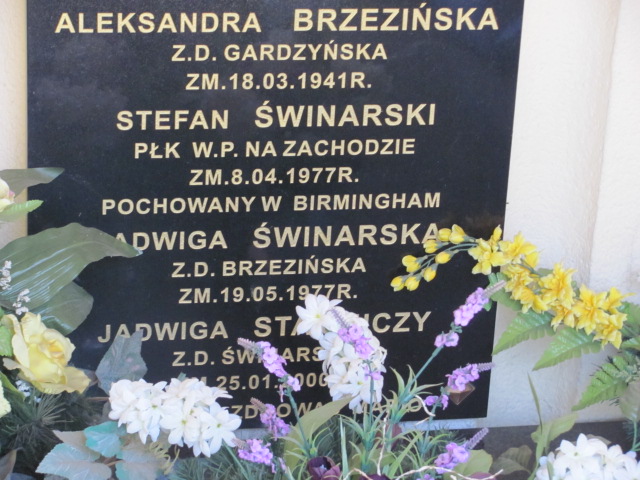 ALEKSANDRA BRZEZIŃSKA
Z.D. GARDZYŃSKA
ZM.18.03.1941R.
STEFAN ŚWINARSKI
PŁK W.P. NA ZACHODZIE
ZM.8.04.1977R.
POCHOWANY W BIRMINGHAM
JADWIGA ŚWINARSKA
Z.D. BRZEZIŃSKA
ZM.19.05.1977R.
JADWIGA
Z.D.